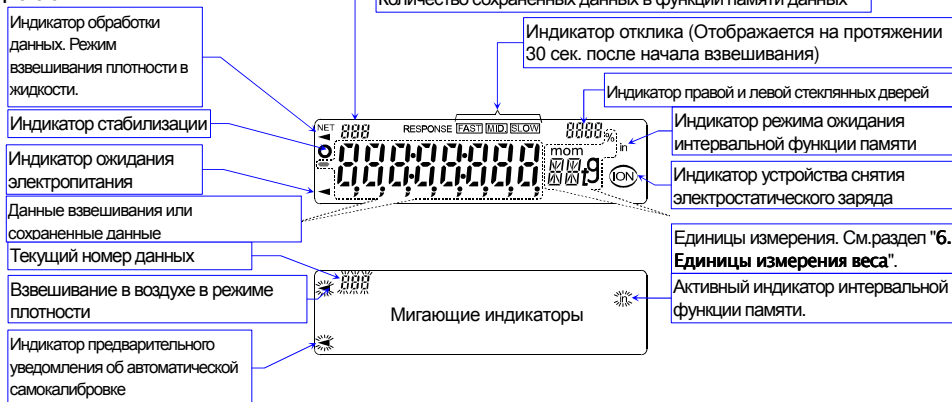 Количество сохраненных данных в функции памяти данных
Индикатор обработки
данных. Режим
взвешивания плотности в
жидкости.
Индикатор отклика (Отображается на протяжении
30 сек. после начала взвешивания)
Индикатор правой и левой стеклянных дверей
Индикатор стабилизации
NET
RESPONSE FAST MID SLOW
%
in
Индикатор режима ожидания
интервальной функции памяти
mom
tg
ION
Индикатор ожидания
электропитания
Индикатор устройства снятия
электростатического заряда
Данные взвешивания или
сохраненные данные
Единицы измерения. См.раздел "6.
Единицы измерения веса".
Текущий номер данных
Взвешивание в воздухе в режиме
плотности
in
Активный индикатор интервальной
функции памяти.
Мигающие индикаторы
Индикатор предварительного
уведомления об автоматической
самокалибровке